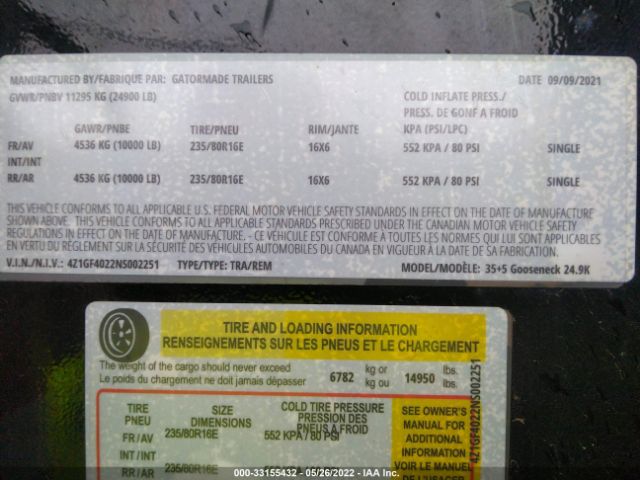 MANUFACTURED BY/FABRIQUE PAR: GATORMADE TRAILERS DATE 09/09/2021
GVWR/PNBV 11295 KG (24900 LB) COLD INFLATE PRESS./
PRESS. DE GONF A FROID
GAWR/PNBE TIRE/PNEU RIM/JANTE KPA (PSI/LPC)
FR/AV 4536 KG (10000 LB) 235/80R16E 16X6 552 KPA / 80 PSI SINGLE
INT/INT
RR/AR 4536 KG (10000 LB) 235/80R16E 16X6 552 KPA / 80 PSI SINGLE
THIS VEHICLE CONFORMS TO ALL APPLICABLE U.S. FEDERAL MOTOR VEHICLE SAFETY STANDARDS IN EFFECT ON THE DATE OF MANUFACTURE
SHOWN ABOVE. THIS VEHICLE CONFORMS TO ALL APPLICABLE STANDARDS PRESCRIBED UNDER THE CANADIAN MOTOR VEHICLE SAFETY
REGULATIONS IN EFFECT ON THE DATE OF MANUFACTURE. - CE VÉHICULE EST CONFORME À TOUTES LES NORMES QUI LUI SONT APPLICABLES
EN VERTU DU REGLEMENT SUR LA SÉCURITÉ DES VÉHICULES AUTOMOBILES DU CANADA EN VIGUEUR À LA DATE DE SA FABRICATION.
V.I.N./N.I.V.: 4Z1GF4022NS002251 TYPE/TYPE: TRA/REM MODEL/MODÈLE: 35+5 Gooseneck 24.9K
TIRE AND LOADING INFORMATION
RENSEIGNEMENTS SUR LES PNEUS ET LE CHARGEMENT
The weight of the cargo should never exceed
Le poids du chargement ne doit jamais dépasser
6782 kg or
kg ou
14950 lbs.
lbs.
TIRE
PNEU
SIZE
DIMENSIONS
COLD TIRE PRESSURE
PRESSION DES
PNEUS A FROID
FR/AV 235/80R16E 552 KPA / 80 PSI
INT/INT
RR/AR 235/80R16E
SEE OWNER'S
MANUAL FOR
ADDITIONAL
INFORMATION
VOIR LE MANUEL
DE L'USAGER
4Z1GF4022NS002251
000-33155432 - 05/26/2022 - IAA Inc.